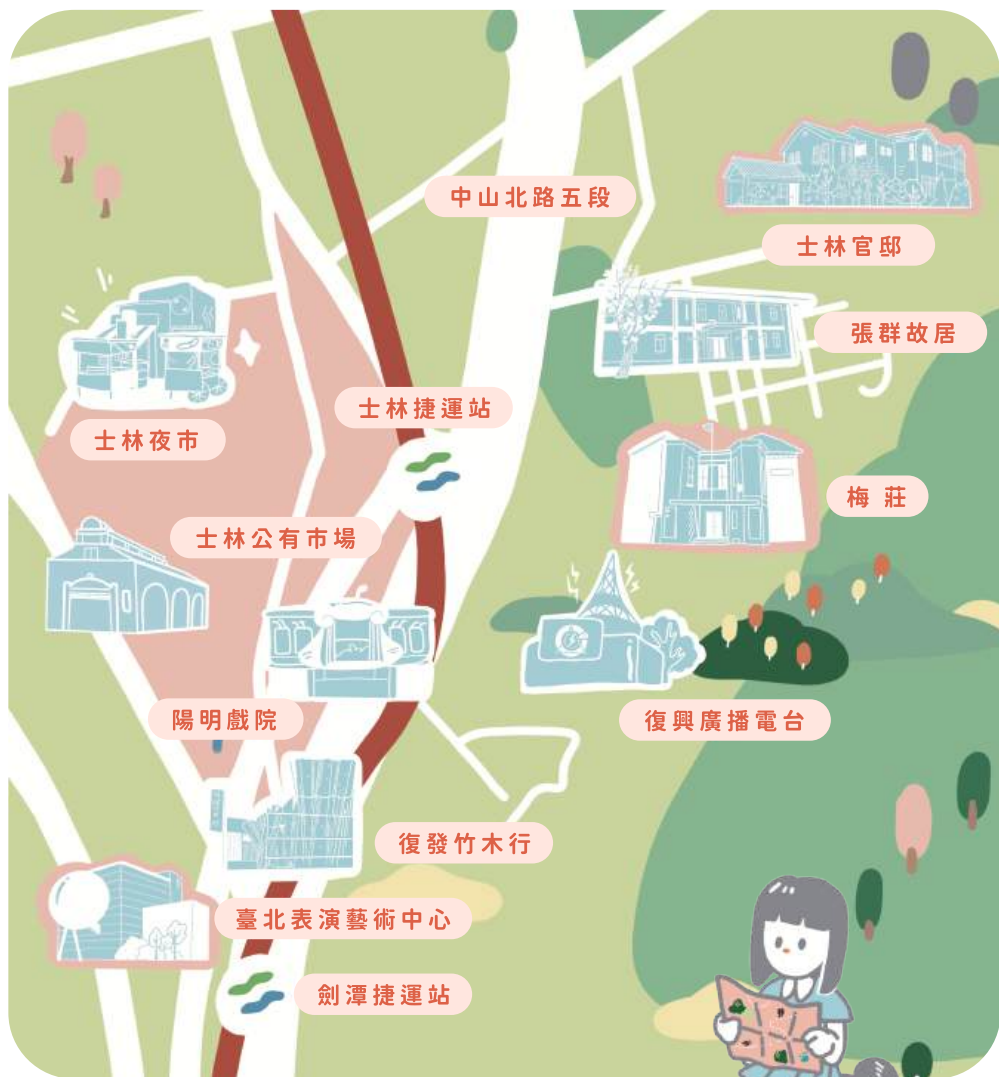 中山北路五段
士林官邸
張群故居
士林捷運站
士林夜市
梅 莊
士林公有市場
陽明戲院
復興廣播電台
復發竹木行
臺北表演藝術中心
劍潭捷運站